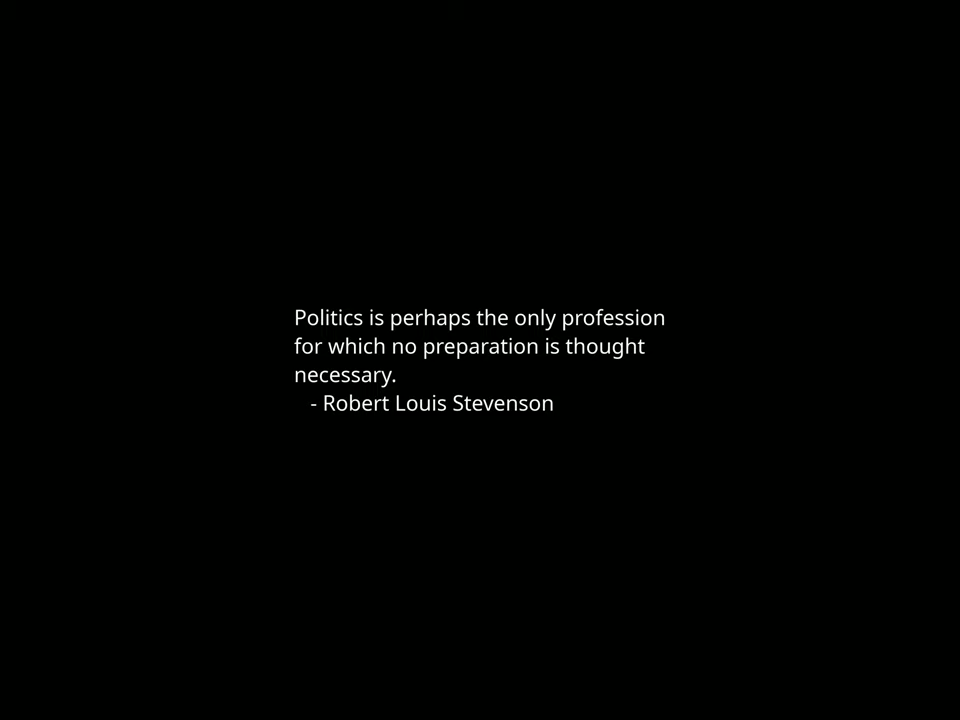 Politics is perhaps the only profession
for which no preparation is thought
necessary.
- Robert Louis Stevenson